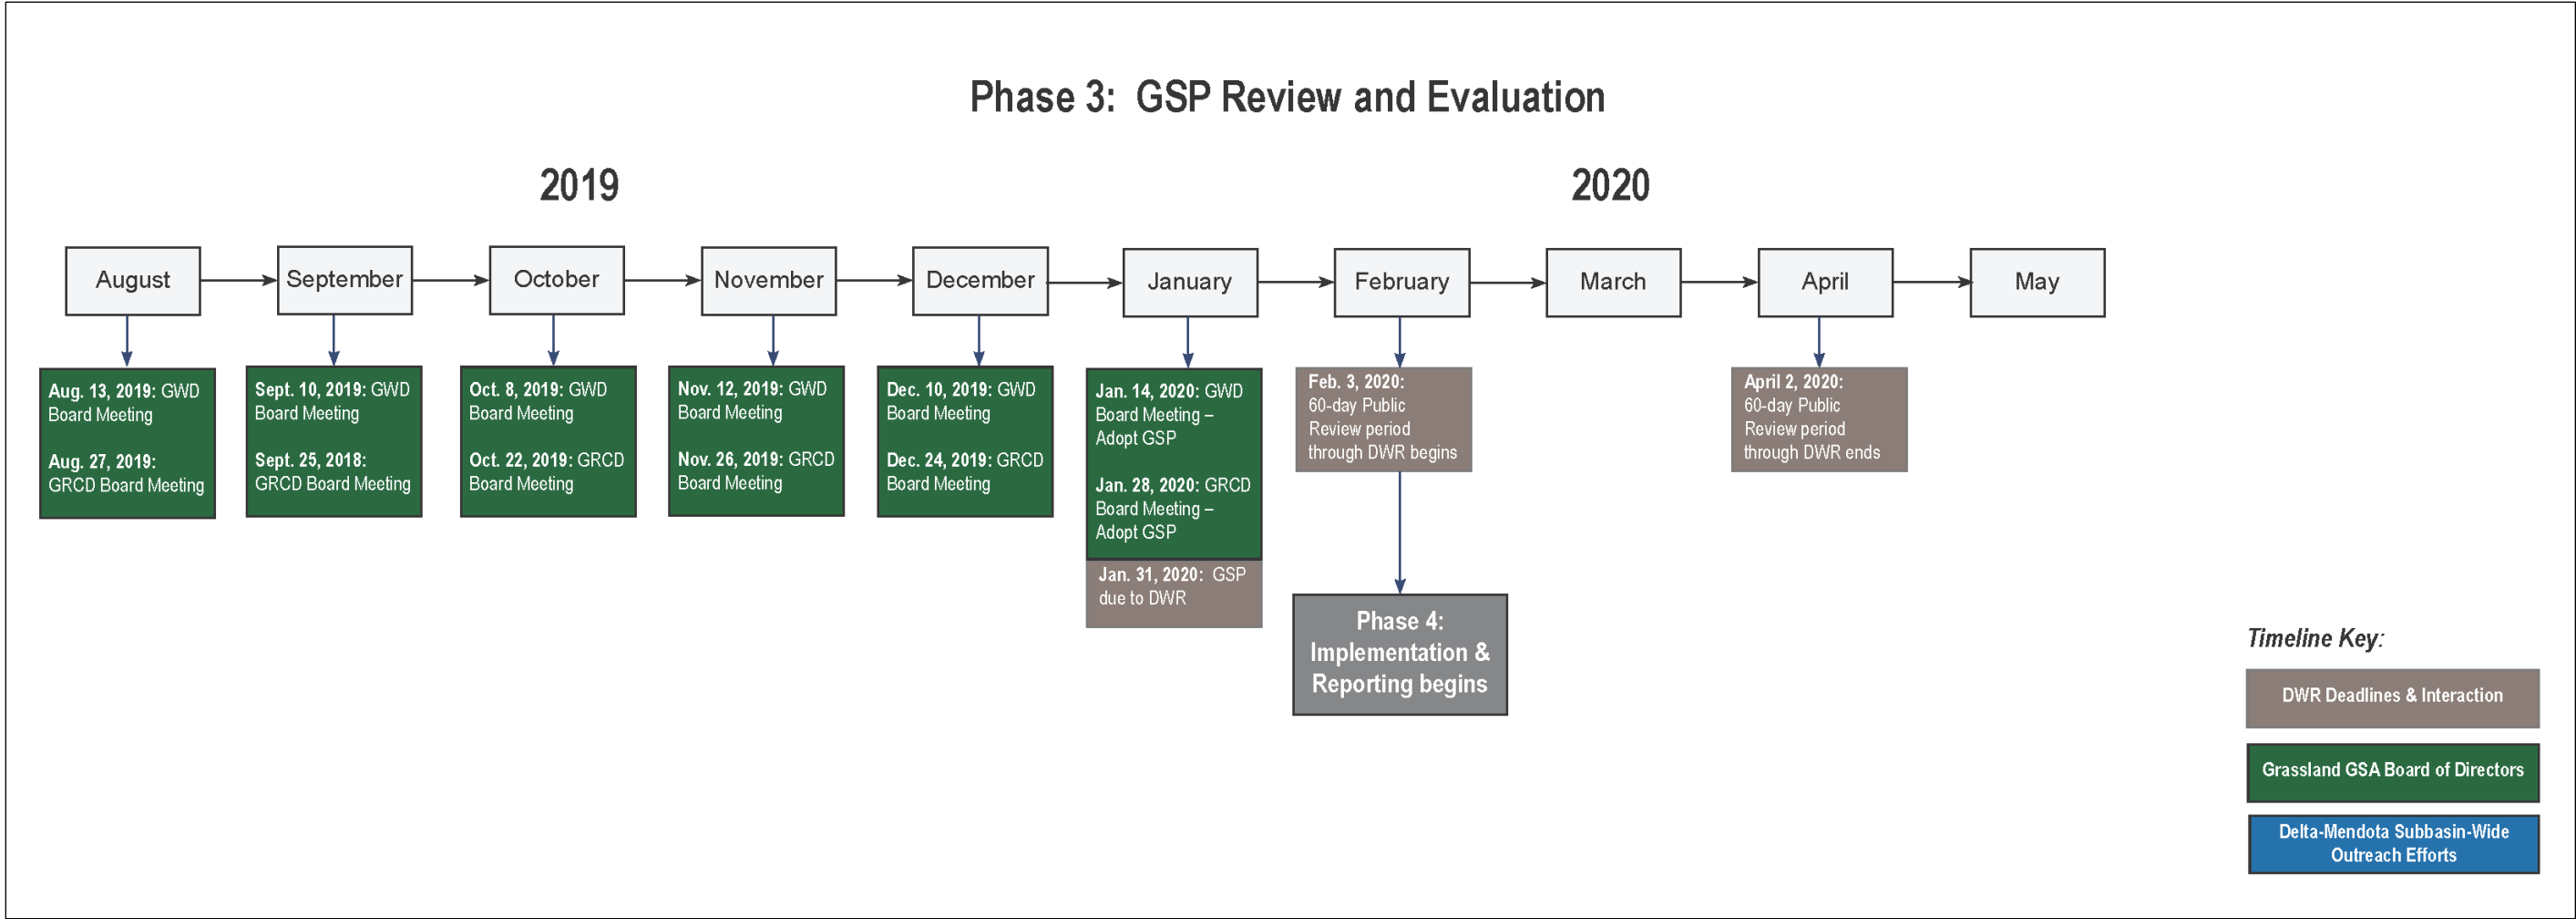 Phase 3: GSP Review and Evaluation
2019
2020
August
September
October
November
December
January
February
March
April
May
Aug. 13, 2019: GWD
Board Meeting
Aug. 27, 2019:
GRCD Board Meeting
Sept. 10, 2019: GWD
Board Meeting
Sept. 25, 2018:
GRCD Board Meeting
Oct. 8, 2019: GWD
Board Meeting
Oct. 22, 2019: GRCD
Board Meeting
Nov. 12, 2019: GWD
Board Meeting
Nov. 26, 2019: GRCD
Board Meeting
Dec. 10, 2019: GWD
Board Meeting
Dec. 24, 2019: GRCD
Board Meeting
Jan. 14, 2020: GWD
Board Meeting –
Adopt GSP
Jan. 28, 2020: GRCD
Board Meeting –
Adopt GSP
Jan. 31, 2020: GSP
due to DWR
Feb. 3, 2020:
60-day Public
Review period
through DWR begins
Phase 4:
Implementation &
Reporting begins
April 2, 2020:
60-day Public
Review period
through DWR ends
Timeline Key:
DWR Deadlines & Interaction
Grassland GSA Board of Directors
Delta-Mendota Subbasin-Wide
Outreach Efforts